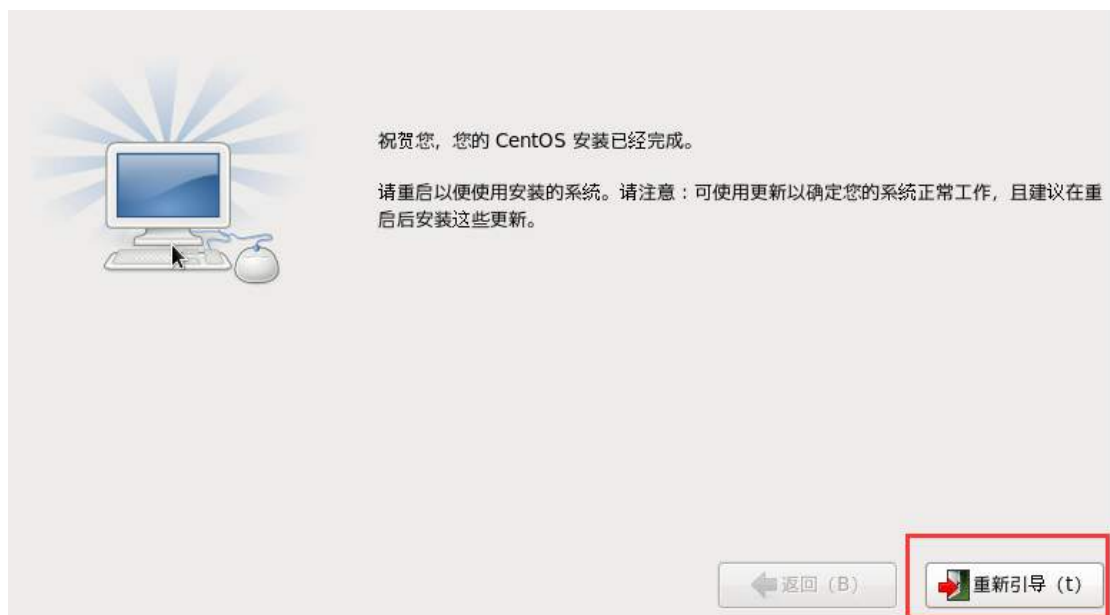 祝贺您，您的 CentOS 安装已经完成。
请重启以便使用安装的系统。请注意：可使用更新以确定您的系统正常工作，且建议在重
启后安装这些更新。
返回（B）
重新引导（t）